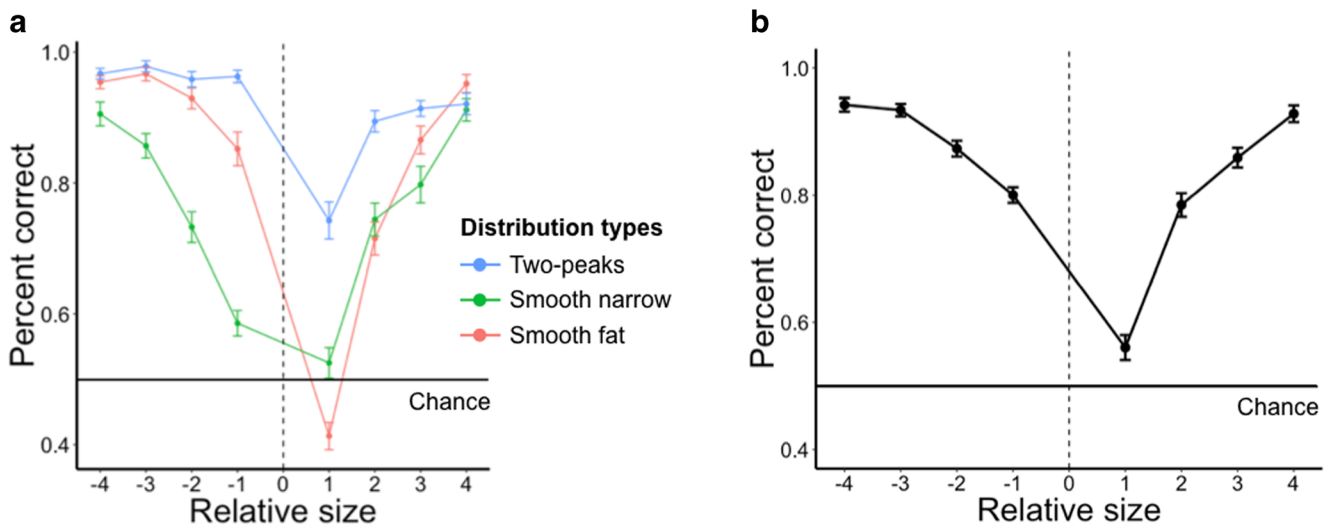 a
1.0
0.8
0.6
0.4
Percent correct
-4 -3 -2 -1 0 1 2 3 4
Relative size
Chance
Distribution types
Two-peaks
Smooth narrow
Smooth fat
b
1.0
0.8
0.6
0.4
Percent correct
-4 -3 -2 -1 0 1 2 3 4
Relative size
Chance